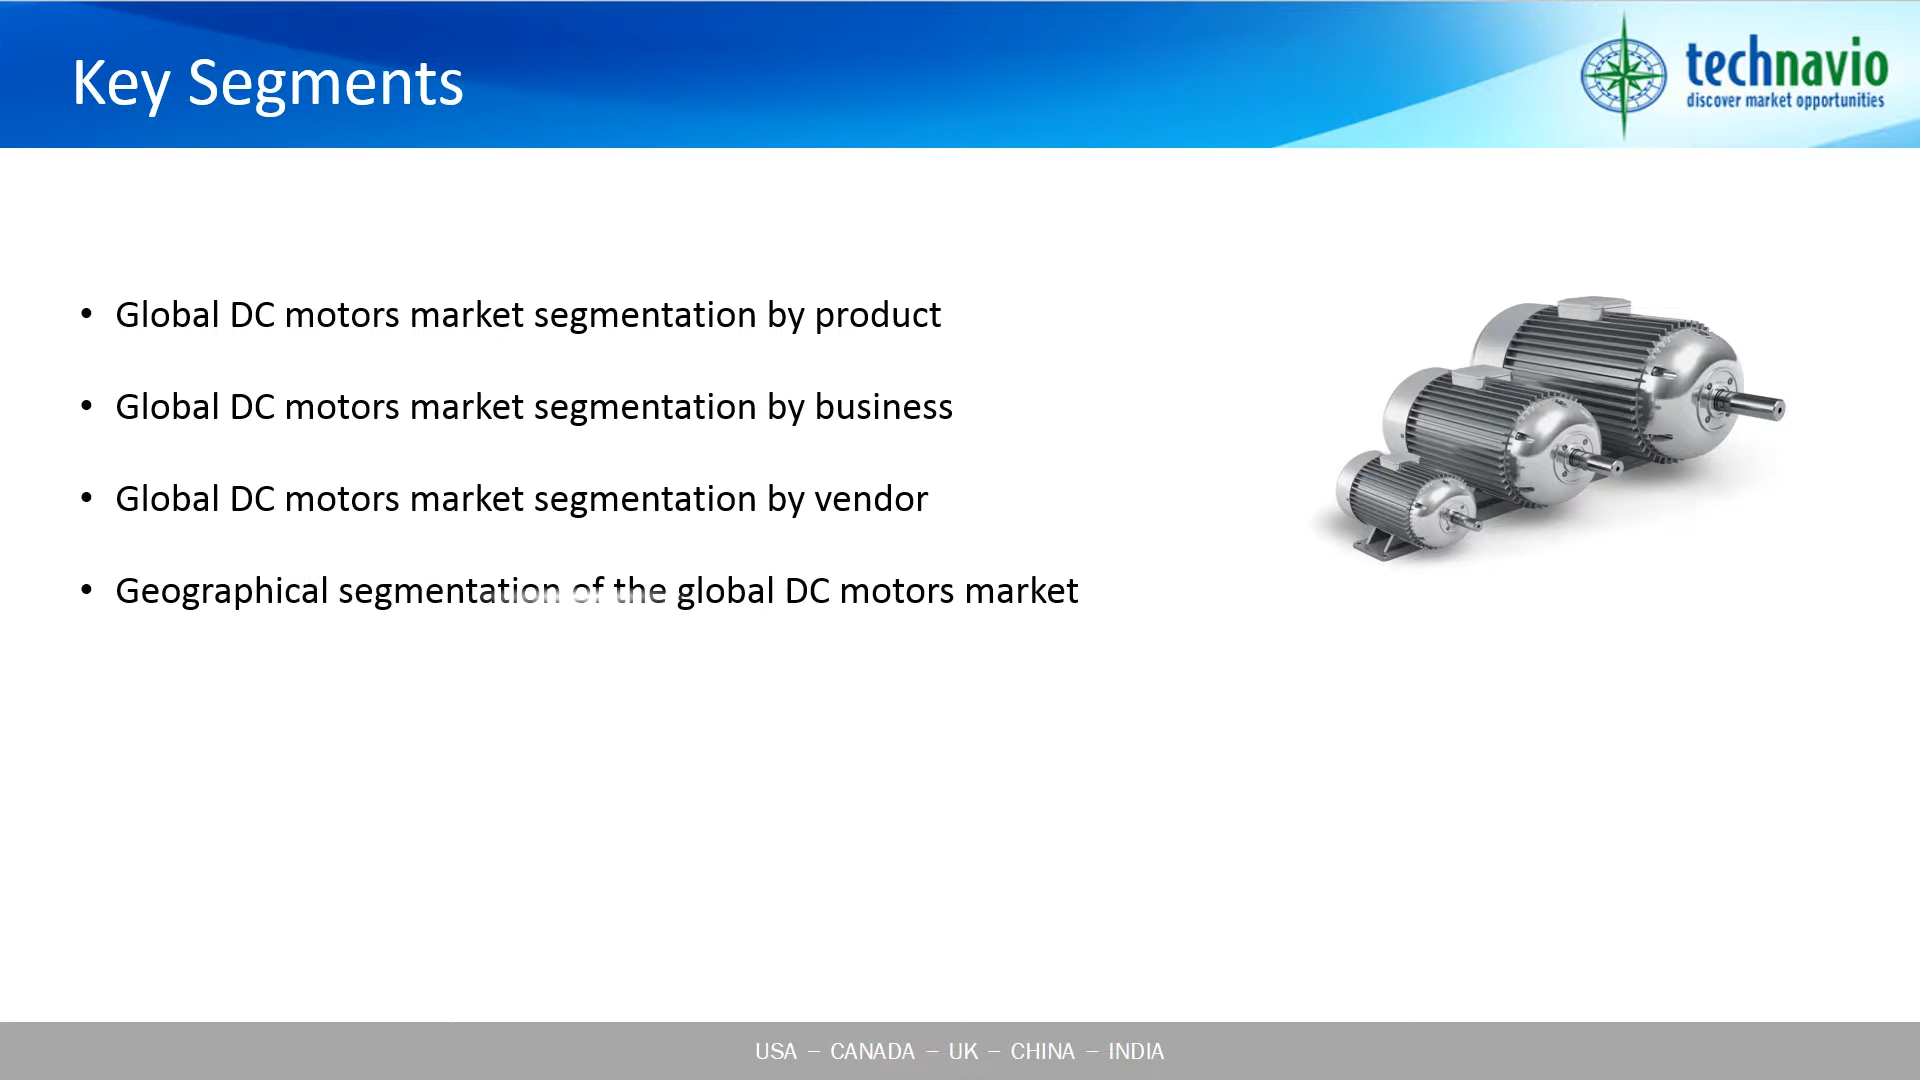 Key Segments
technavio
discover market opportunities
• Global DC motors market segmentation by product
• Global DC motors market segmentation by business
• Global DC motors market segmentation by vendor
• Geographical segmentation of the global DC motors market
USA – CANADA – UK – CHINA – INDIA